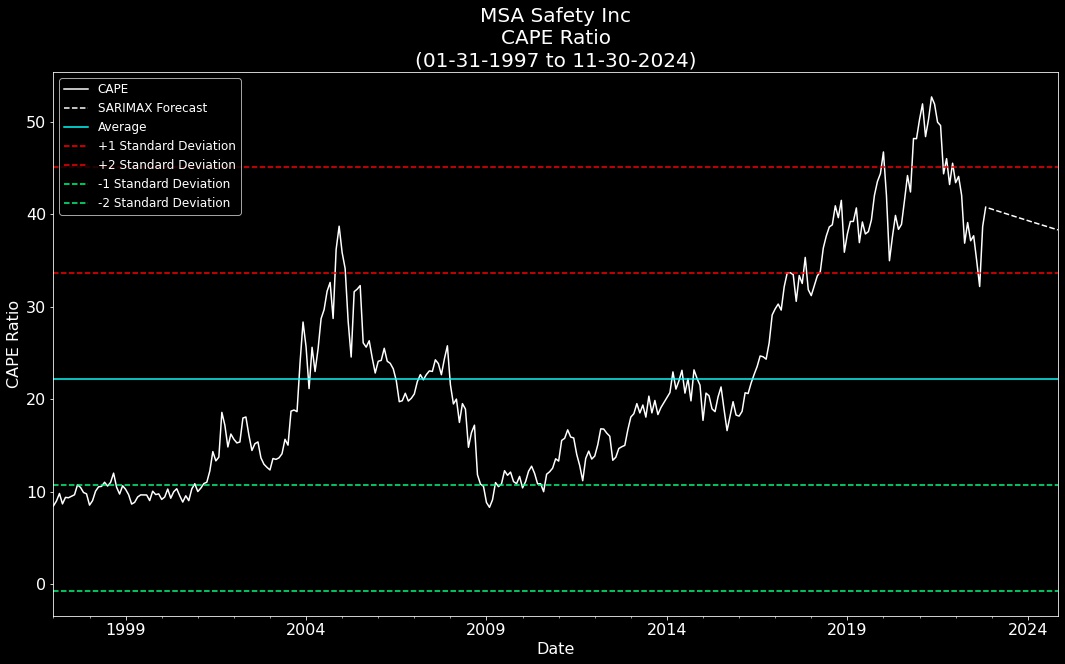 MSA Safety Inc
CAPE Ratio
(01-31-1997 to 11-30-2024)
CAPE
SARIMAX Forecast
Average
+1 Standard Deviation
+2 Standard Deviation
-1 Standard Deviation
-2 Standard Deviation
CAPE Ratio
50
40
30
20
10
0
1999 2004 2009 2014 2019 2024
Date